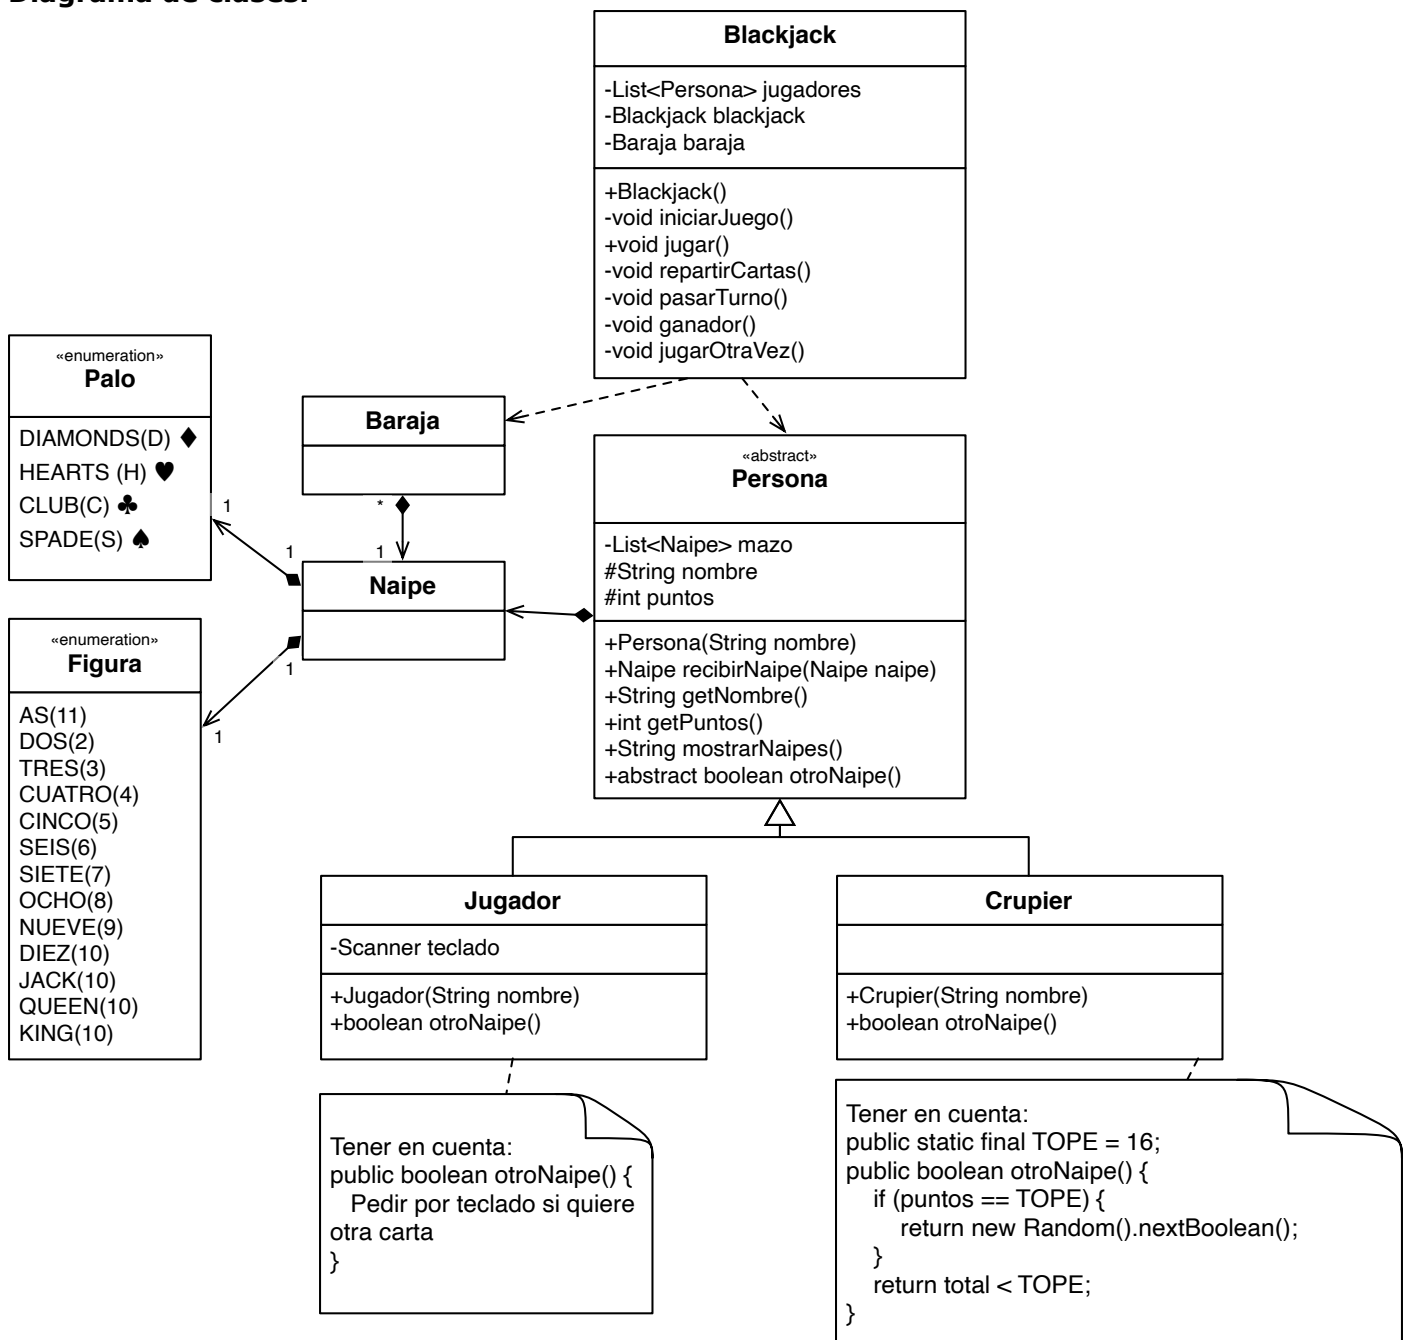 Diagrama de clases:
Blackjack
-List<Persona> jugadores
-Blackjack blackjack
-Baraja baraja
+Blackjack()
-void iniciarJuego()
+void jugar()
-void repartirCartas()
-void pasarTurno()
-void ganador()
-void jugarOtraVez()
«enumeration»
Palo
DIAMONDS(D) ♦
HEARTS (H) ♥
CLUB(C) ♣
SPADE(S) ♠
1
1
Baraja
*
1
Naipe
«enumeration»
Figura
AS(11)
DOS(2)
TRES(3)
CUATRO(4)
CINCO(5)
SEIS(6)
SIETE(7)
OCHO(8)
NUEVE(9)
DIEZ(10)
JACK(10)
QUEEN(10)
KING(10)
1
1
«abstract»
Persona
-List<Naipe> mazo
#String nombre
#int puntos
+Persona(String nombre)
+Naipe recibirNaipe(Naipe naipe)
+String getNombre()
+int getPuntos()
+String mostrarNaipes()
+abstract boolean otroNaipe()
Jugador
-Scanner teclado
+Jugador(String nombre)
+boolean otroNaipe()
Crupier
+Crupier(String nombre)
+boolean otroNaipe()
Tener en cuenta:
public boolean otroNaipe() {
Pedir por teclado si quiere
otra carta
}
Tener en cuenta:
public static final TOPE = 16;
public boolean otroNaipe() {
if (puntos == TOPE) {
return new Random().nextBoolean();
}
return total < TOPE;
}